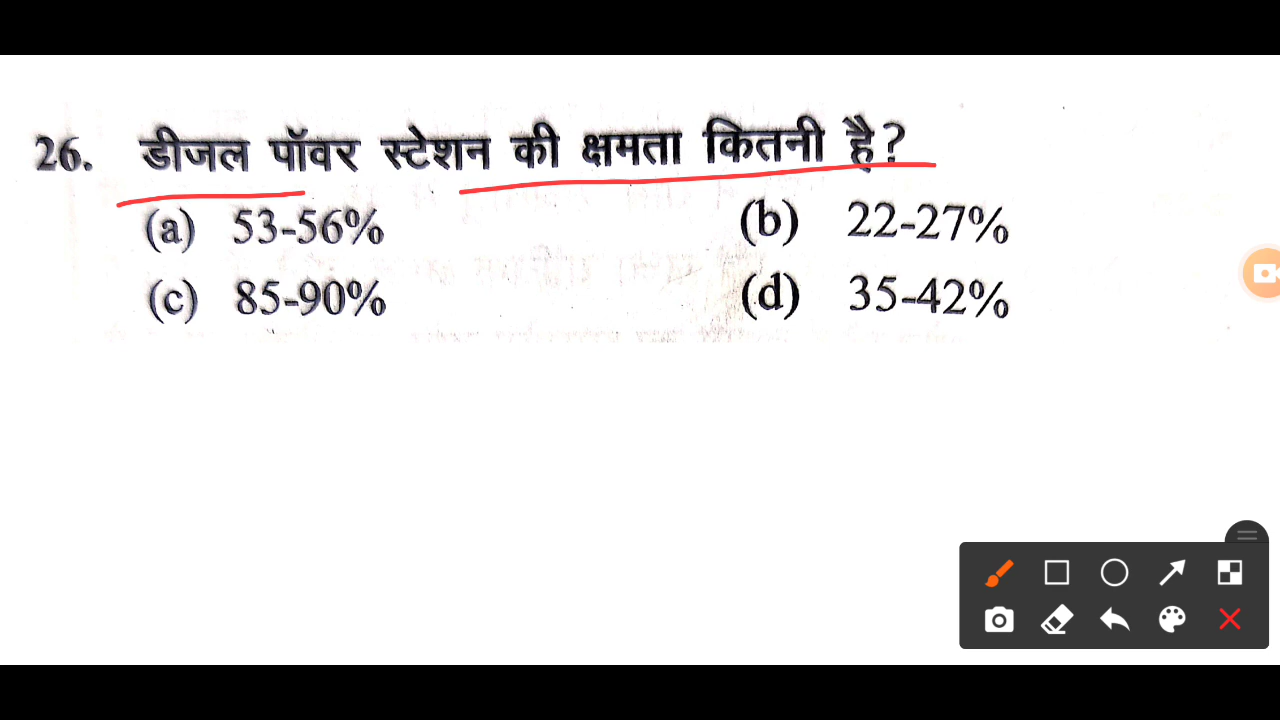 26. डीजल पॉवर स्टेशन की क्षमता कितनी है?
(a) 53-56% (b) 22-27%
(c) 85-90% (d) 35-42%